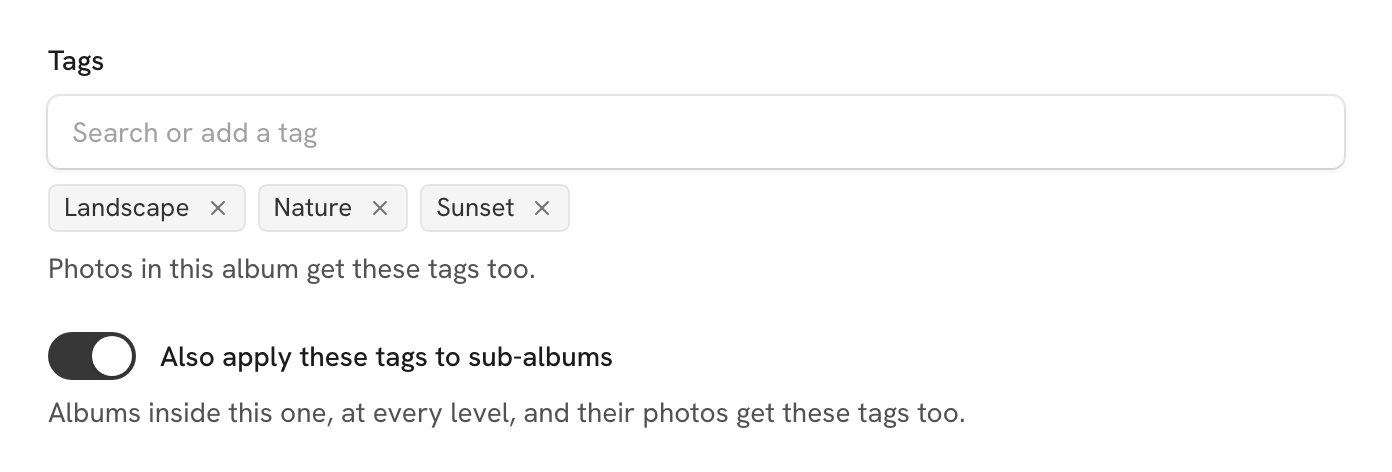 Tags
Search or add a tag
Landscape Nature Sunset
Photos in this album get these tags too.
Also apply these tags to sub-albums
Albums inside this one, at every level, and their photos get these tags too.